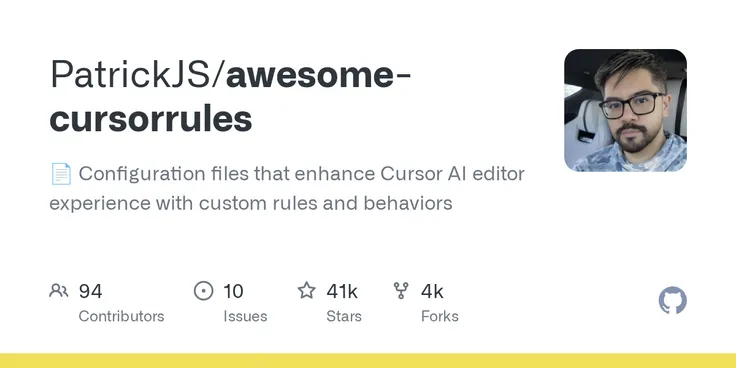 PatrickJS/awesome-
cursorrules
📄 Configuration files that enhance Cursor AI editor
experience with custom rules and behaviors
94 10 41k 4k
Contributors Issues Stars Forks